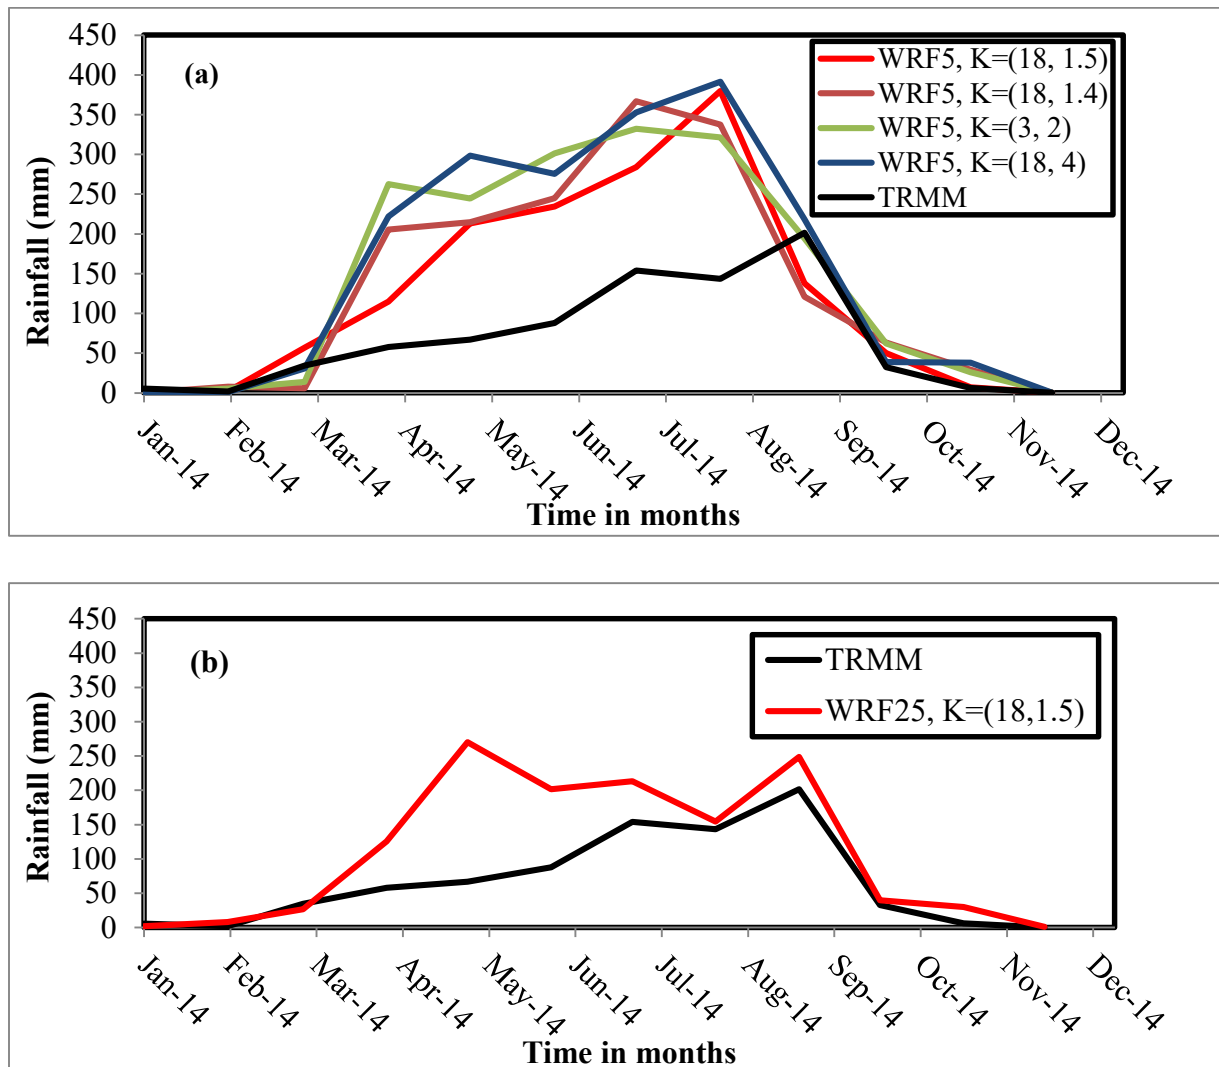 (a)
450
400
350
300
250
200
150
100
50
0
Rainfall (mm)
WRF5, K=(18, 1.5)
WRF5, K=(18, 1.4)
WRF5, K=(3, 2)
WRF5, K=(18, 4)
TRMM
Jan-14
Feb-14
Mar-14
Apr-14
May-14
Jun-14
Jul-14
Aug-14
Sep-14
Oct-14
Nov-14
Dec-14
Time in months
(b)
450
400
350
300
250
200
150
100
50
0
Rainfall (mm)
TRMM
WRF25, K=(18,1.5)
Jan-14
Feb-14
Mar-14
Apr-14
May-14
Jun-14
Jul-14
Aug-14
Sep-14
Oct-14
Nov-14
Dec-14
Time in months